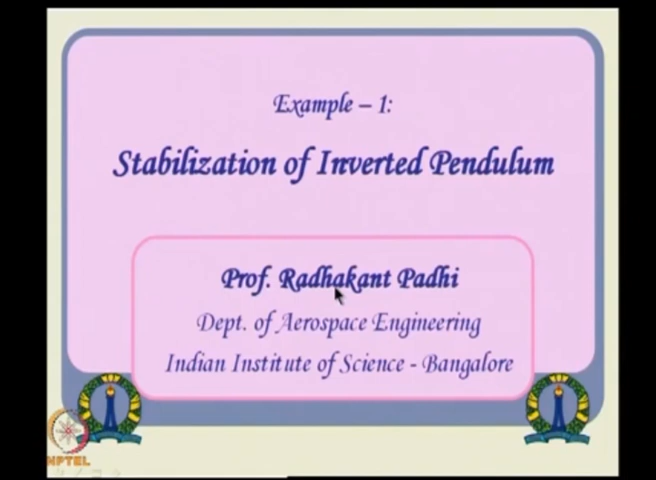 Example – 1:
Stabilization of Inverted Pendulum
Prof. Radhakant Padhi
Dept. of Aerospace Engineering
Indian Institute of Science - Bangalore
NPTEL